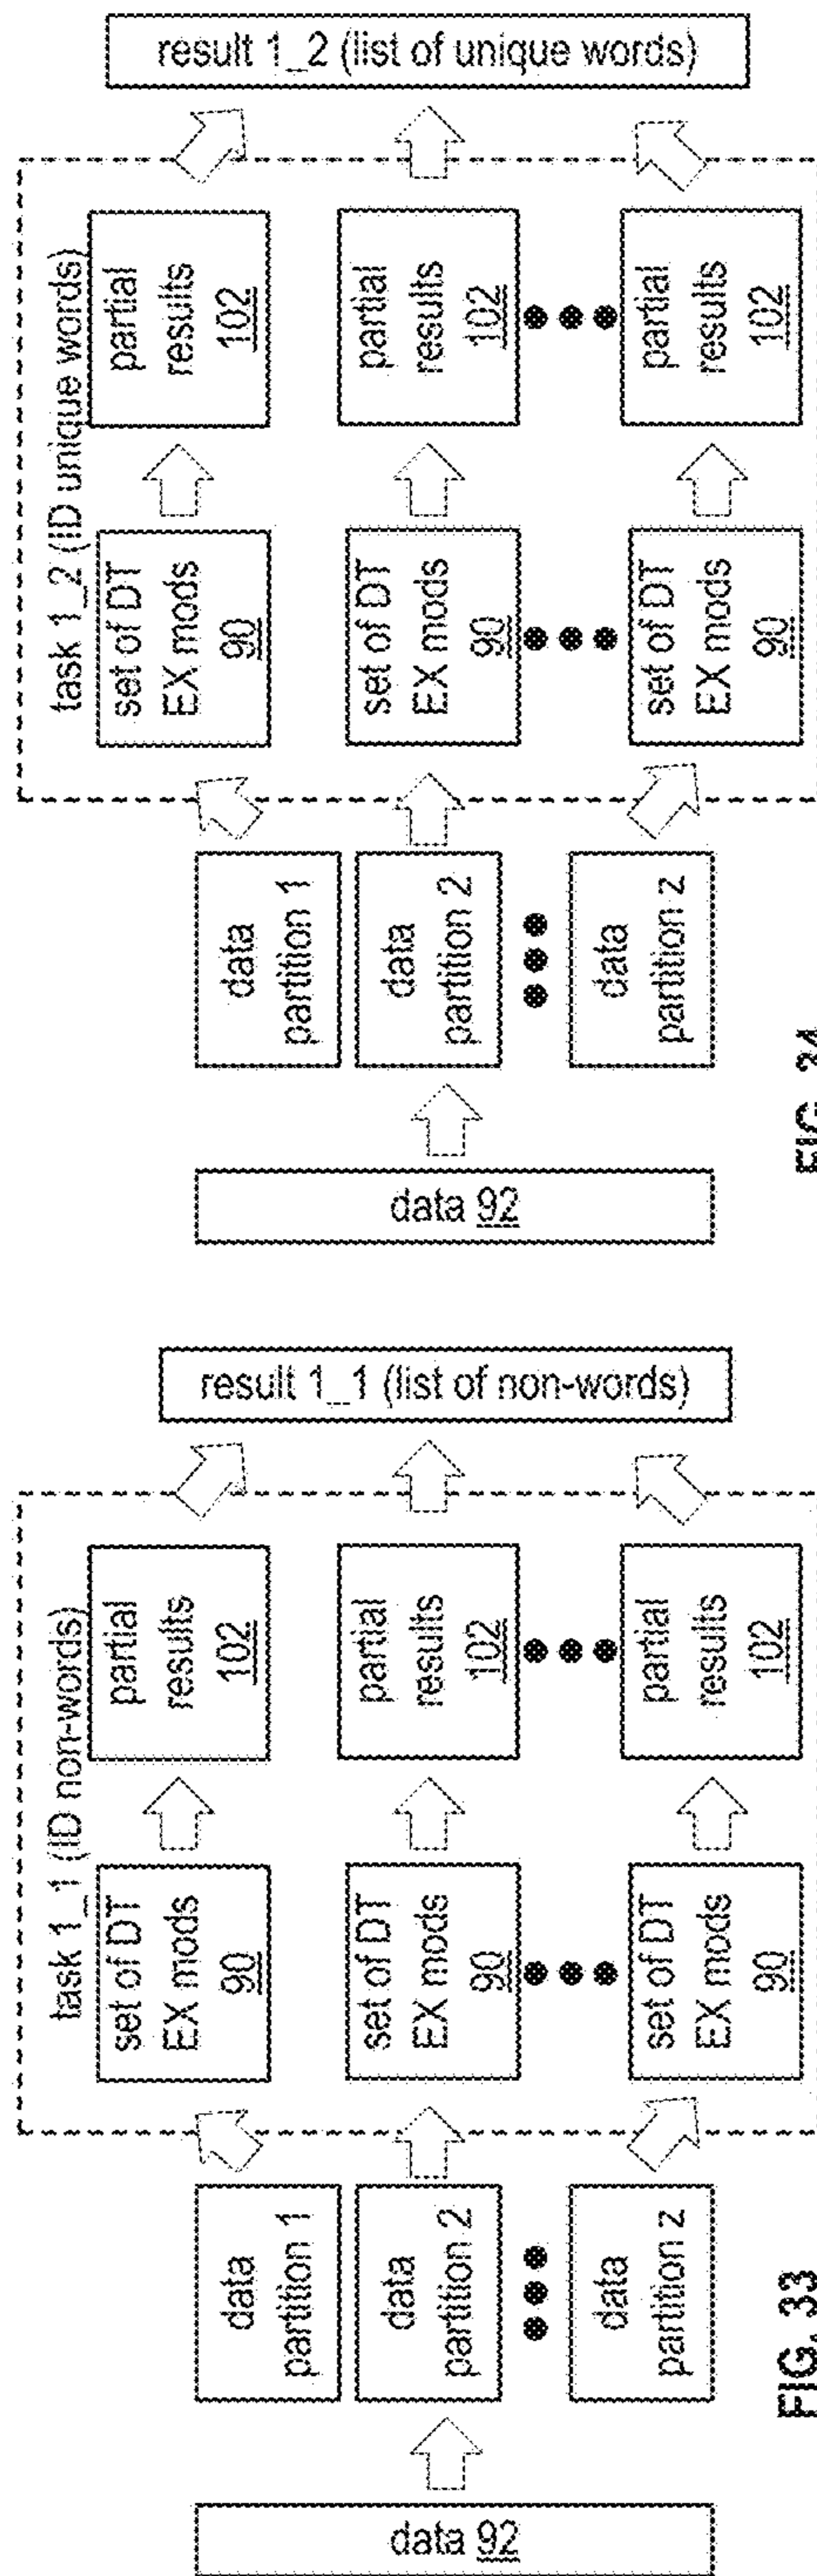 task 1_1 (ID non-words)
data 92
data
partition 1
data
partition 2
data
partition z
set of DT
EX mods
90
set of DT
EX mods
90
set of DT
EX mods
90
partial
results
102
partial
results
102
partial
results
102
result 1_1 (list of non-words)
FIG. 33
task 1_2 (ID unique words)
data 92
data
partition 1
data
partition 2
data
partition z
set of DT
EX mods
90
set of DT
EX mods
90
set of DT
EX mods
90
partial
results
102
partial
results
102
partial
results
102
result 1_2 (list of unique words)
FIG. 34